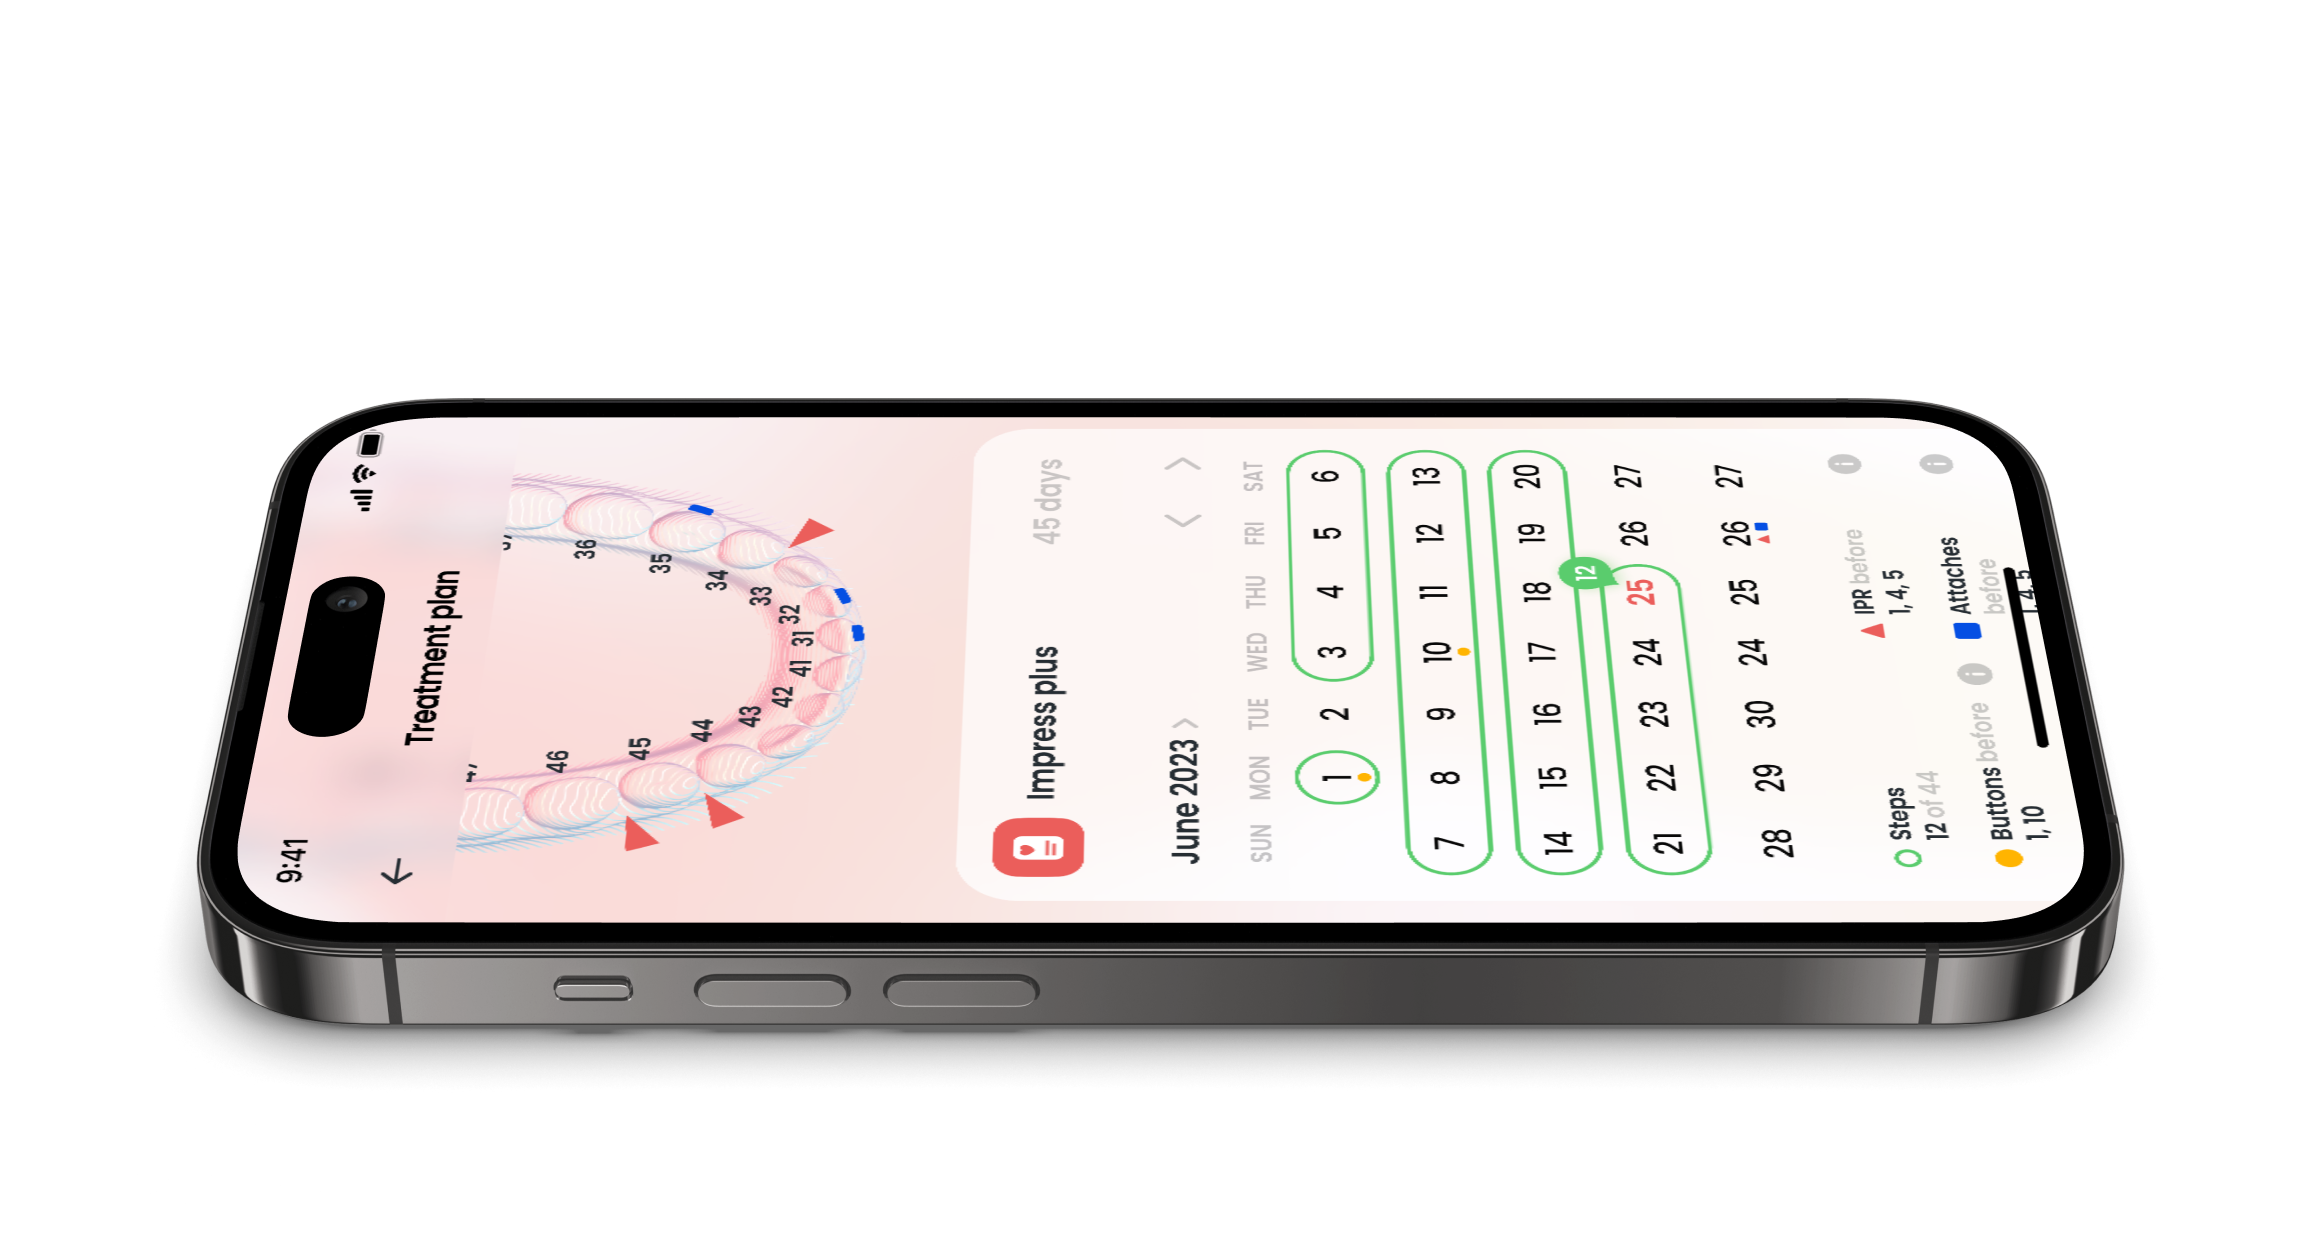 9:41
Treatment plan
36
46
35
45
34
44
33
43
32
42
31
41
Impress plus
45 days
June 2023
SUN MON TUE WED THU FRI SAT
1 2 3 4 5 6
7 8 9 10 11 12 13
14 15 16 17 18 19 20
12
21 22 23 24 25 26 27
28 29 30 24 25 26 27
Steps
12 of 44
IPR before
1, 4, 5
Buttons before
1, 10
Attaches
before
1, 4, 5